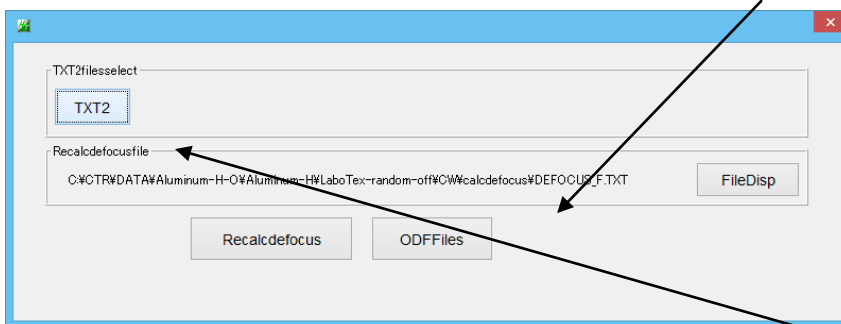 TXT2filesselect
TXT2
Recalcdefocusfile
C:¥CTR¥DATA¥Aluminum-H-O¥Aluminum-H¥LaboTex-random-off¥CW¥calcdefocus¥DEFOCUS_F.TXT
FileDisp
Recalcdefocus
ODFFiles